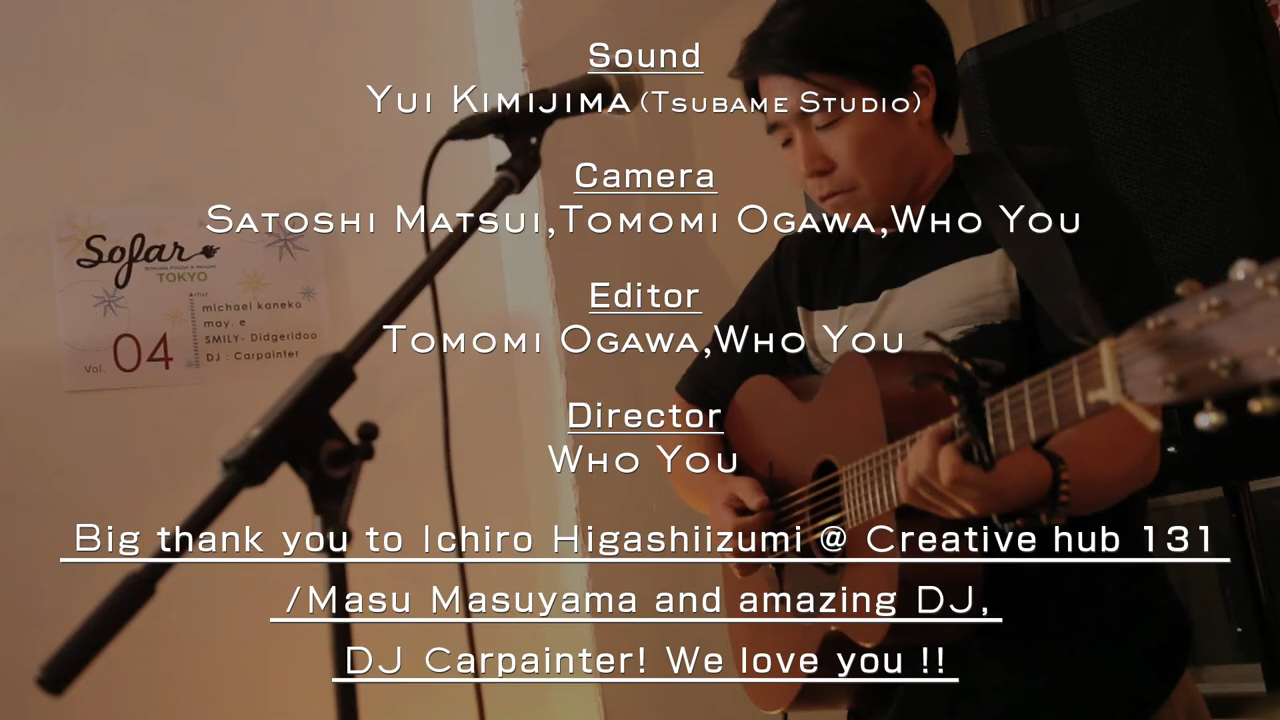 Sound
Yui Kimijima (Tsubame Studio)
Camera
Satoshi Matsui,Tomomi Ogawa,Who You
Editor
Tomomi Ogawa,Who You
Director
Who You
Big thank you to Ichiro Higashiizumi @ Creative hub 131
/Masu Masuyama and amazing DJ,
DJ Carpainter! We love you !!
Sofar
TOKYO
Vol. 04
Artist
michael kaneko
may. e
SMILY- Didgeridoo
DJ : Carpainter